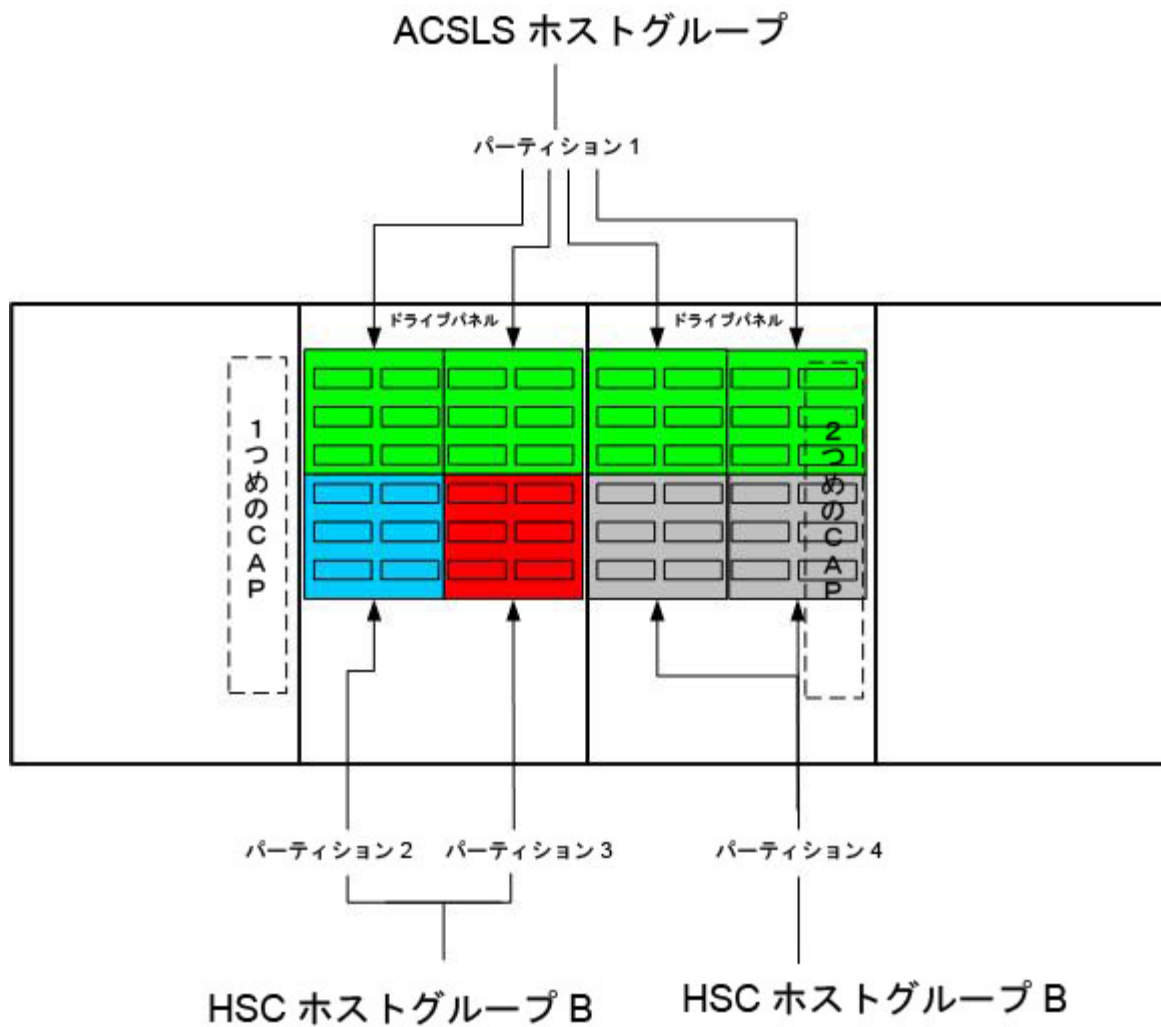 ACSLS ホストグループ
パーティション 1
ドライブパネル
ドライブパネル
1つめのCAP
2つめのCAP
パーティション 2
パーティション 3
パーティション 4
HSC ホストグループ B
HSC ホストグループ B